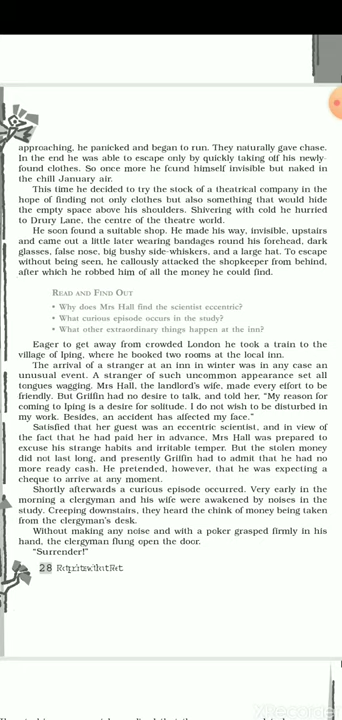 approaching, he panicked and began to run. They naturally gave chase.
In the end he was able to escape only by quickly taking off his newly-
found clothes. So once more he found himself invisible but naked in
the chill January air.
This time he decided to try the stock of a theatrical company in the
hope of finding not only clothes but also something that would hide
the empty space above his shoulders. Shivering with cold he hurried
to Drury Lane, the centre of the theatre world.
He soon found a suitable shop. He made his way, invisible, upstairs
and came out a little later wearing bandages round his forehead, dark
glasses, false nose, big bushy side-whiskers, and a large hat. To escape
without being seen, he callously attacked the shopkeeper from behind,
after which he robbed him of all the money he could find.
READ AND FIND OUT
• Why does Mrs Hall find the scientist eccentric?
• What curious episode occurs in the study?
• What other extraordinary things happen at the inn?
Eager to get away from crowded London he took a train to the
village of Iping, where he booked two rooms at the local inn.
The arrival of a stranger at an inn in winter was in any case an
unusual event. A stranger of such uncommon appearance set all
tongues wagging. Mrs Hall, the landlord's wife, made every effort to be
friendly. But Griffin had no desire to talk, and told her, "My reason for
coming to Iping is a desire for solitude. I do not wish to be disturbed in
my work. Besides, an accident has affected my face."
Satisfied that her guest was an eccentric scientist, and in view of
the fact that he had paid her in advance, Mrs Hall was prepared to
excuse his strange habits and irritable temper. But the stolen money
did not last long, and presently Griffin had to admit that he had no
more ready cash. He pretended, however, that he was expecting a
cheque to arrive at any moment.
Shortly afterwards a curious episode occurred. Very early in the
morning a clergyman and his wife were awakened by noises in the
study. Creeping downstairs, they heard the chink of money being taken
from the clergyman's desk.
Without making any noise and with a poker grasped firmly in his
hand, the clergyman flung open the door.
"Surrender!"
28